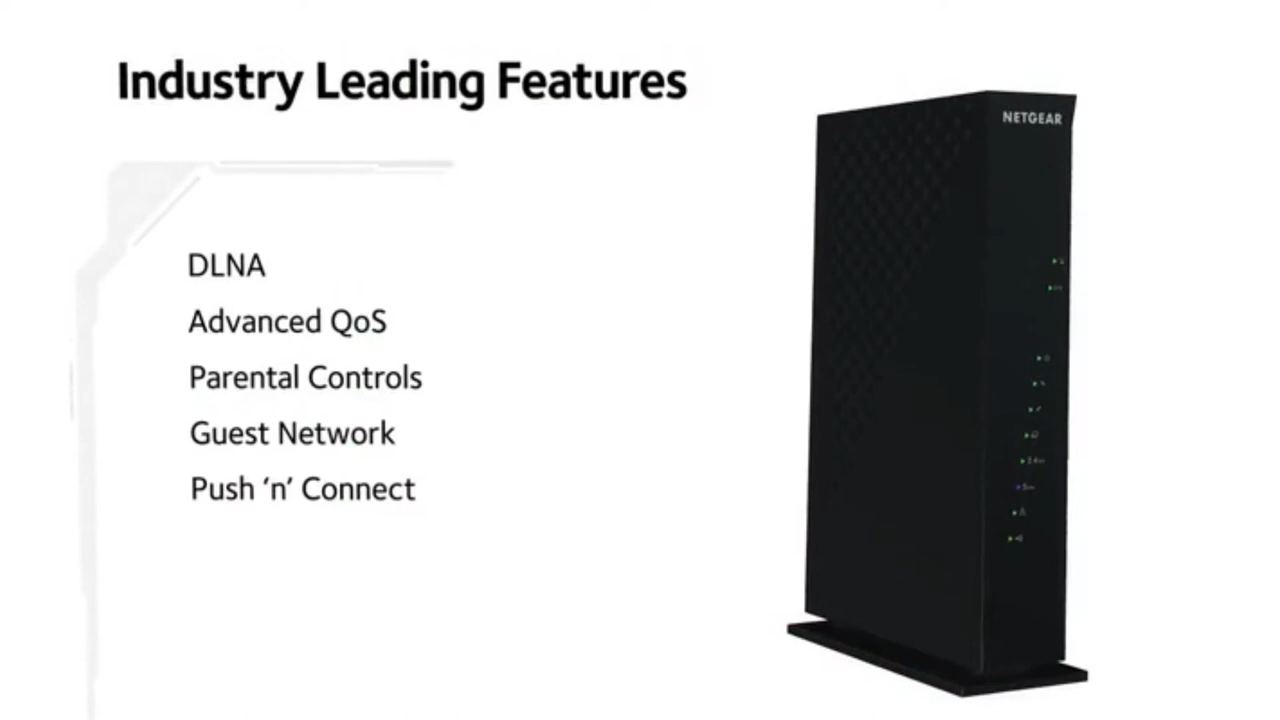 Industry Leading Features
NETGEAR
DLNA
Advanced QoS
Parental Controls
Guest Network
Push ‘n’ Connect